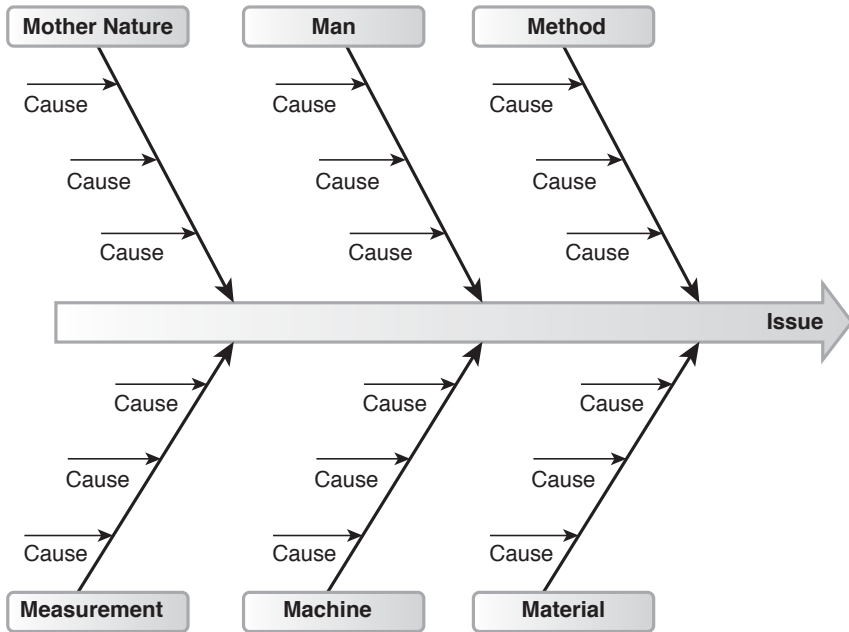 Mother Nature
Man
Method
Cause
Cause
Cause
Cause
Cause
Cause
Cause
Cause
Cause
Issue
Cause
Cause
Cause
Cause
Cause
Cause
Cause
Cause
Cause
Measurement
Machine
Material